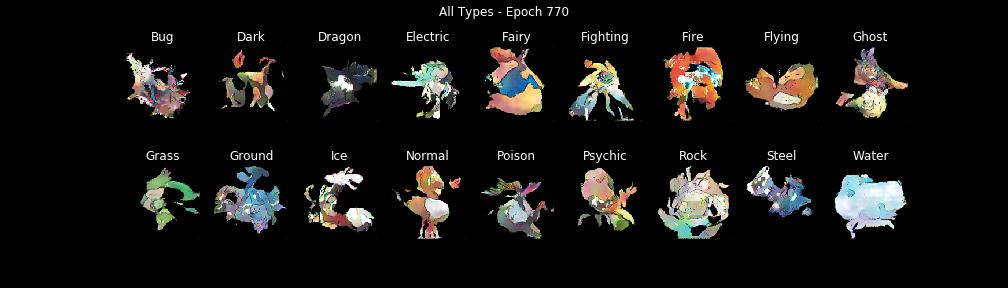 All Types - Epoch 770
Bug Dark Dragon Electric Fairy Fighting Fire Flying Ghost
Grass Ground Ice Normal Poison Psychic Rock Steel Water